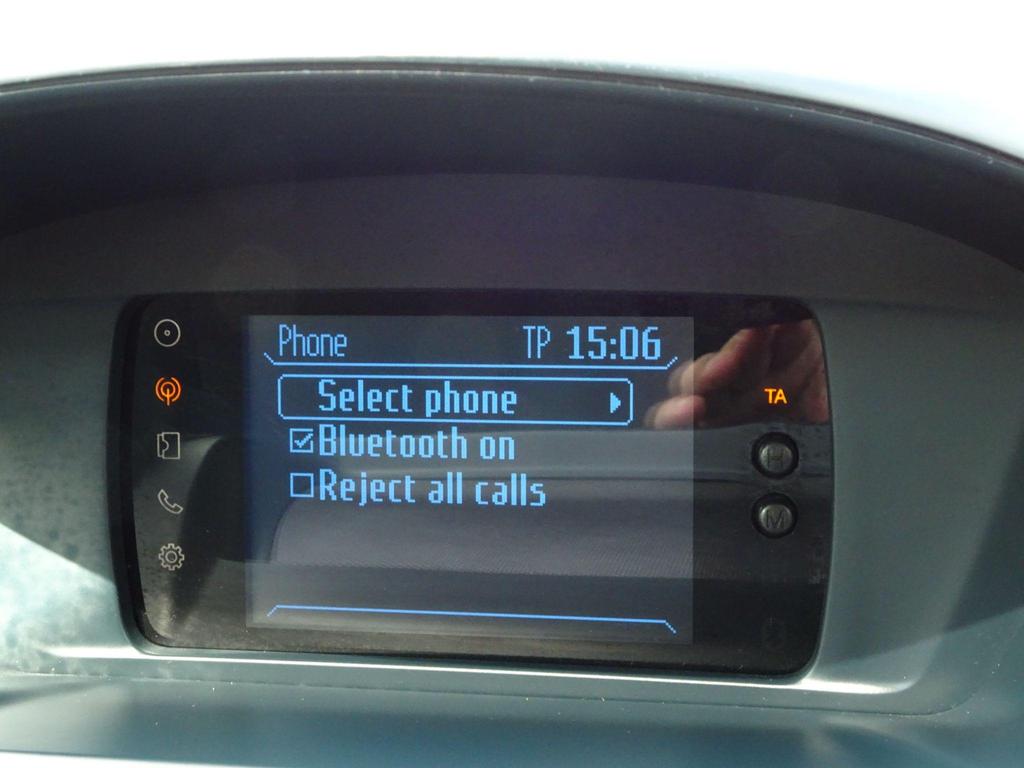 Phone TP 15:06
Select phone
Bluetooth on
Reject all calls
TA
H
M